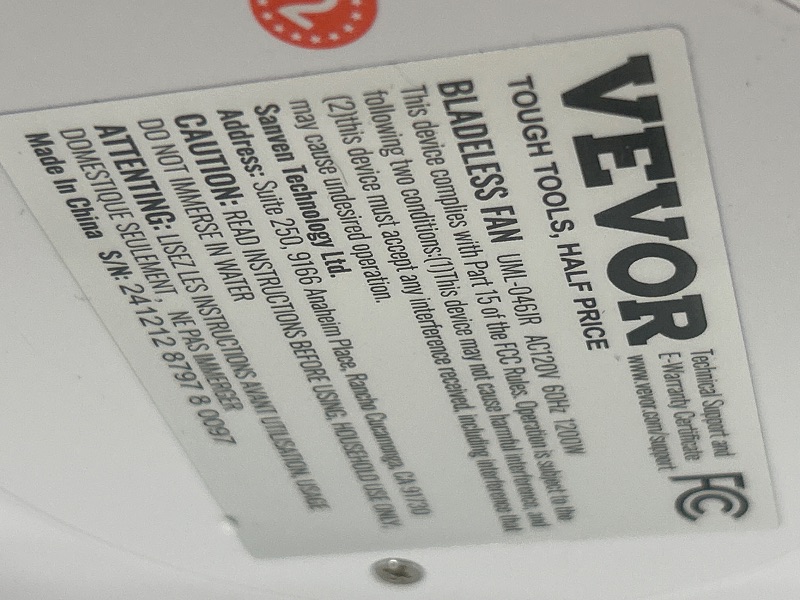 VEVOR
TOUGH TOOLS, HALF PRICE
Technical Support and
E-Warranty Certificate
www.vevor.com/support
FC
BLADELESS FAN UML-046IR AC120V 60Hz 1200W
This device complies with Part 15 of the FCC Rules. Operation is subject to the
following two conditions:(1)This device may not cause harmful interference, and
(2)this device must accept any interference received, including interference that
may cause undesired operation.
Sanven Technology Ltd.
Address: Suite 250, 9166 Anaheim Place, Rancho Cucamonga, CA 91730
CAUTION: READ INSTRUCTIONS BEFORE USING, HOUSEHOLD USE ONLY,
DO NOT IMMERSE IN WATER
ATTENTING: LISEZ LES INSTRUCTIONS AVANT UTILISATION, USAGE
DOMESTIQUE SEULEMENT, NE PAS IMMERGER
Made In China S/N: 241212 8797 8 0097
2